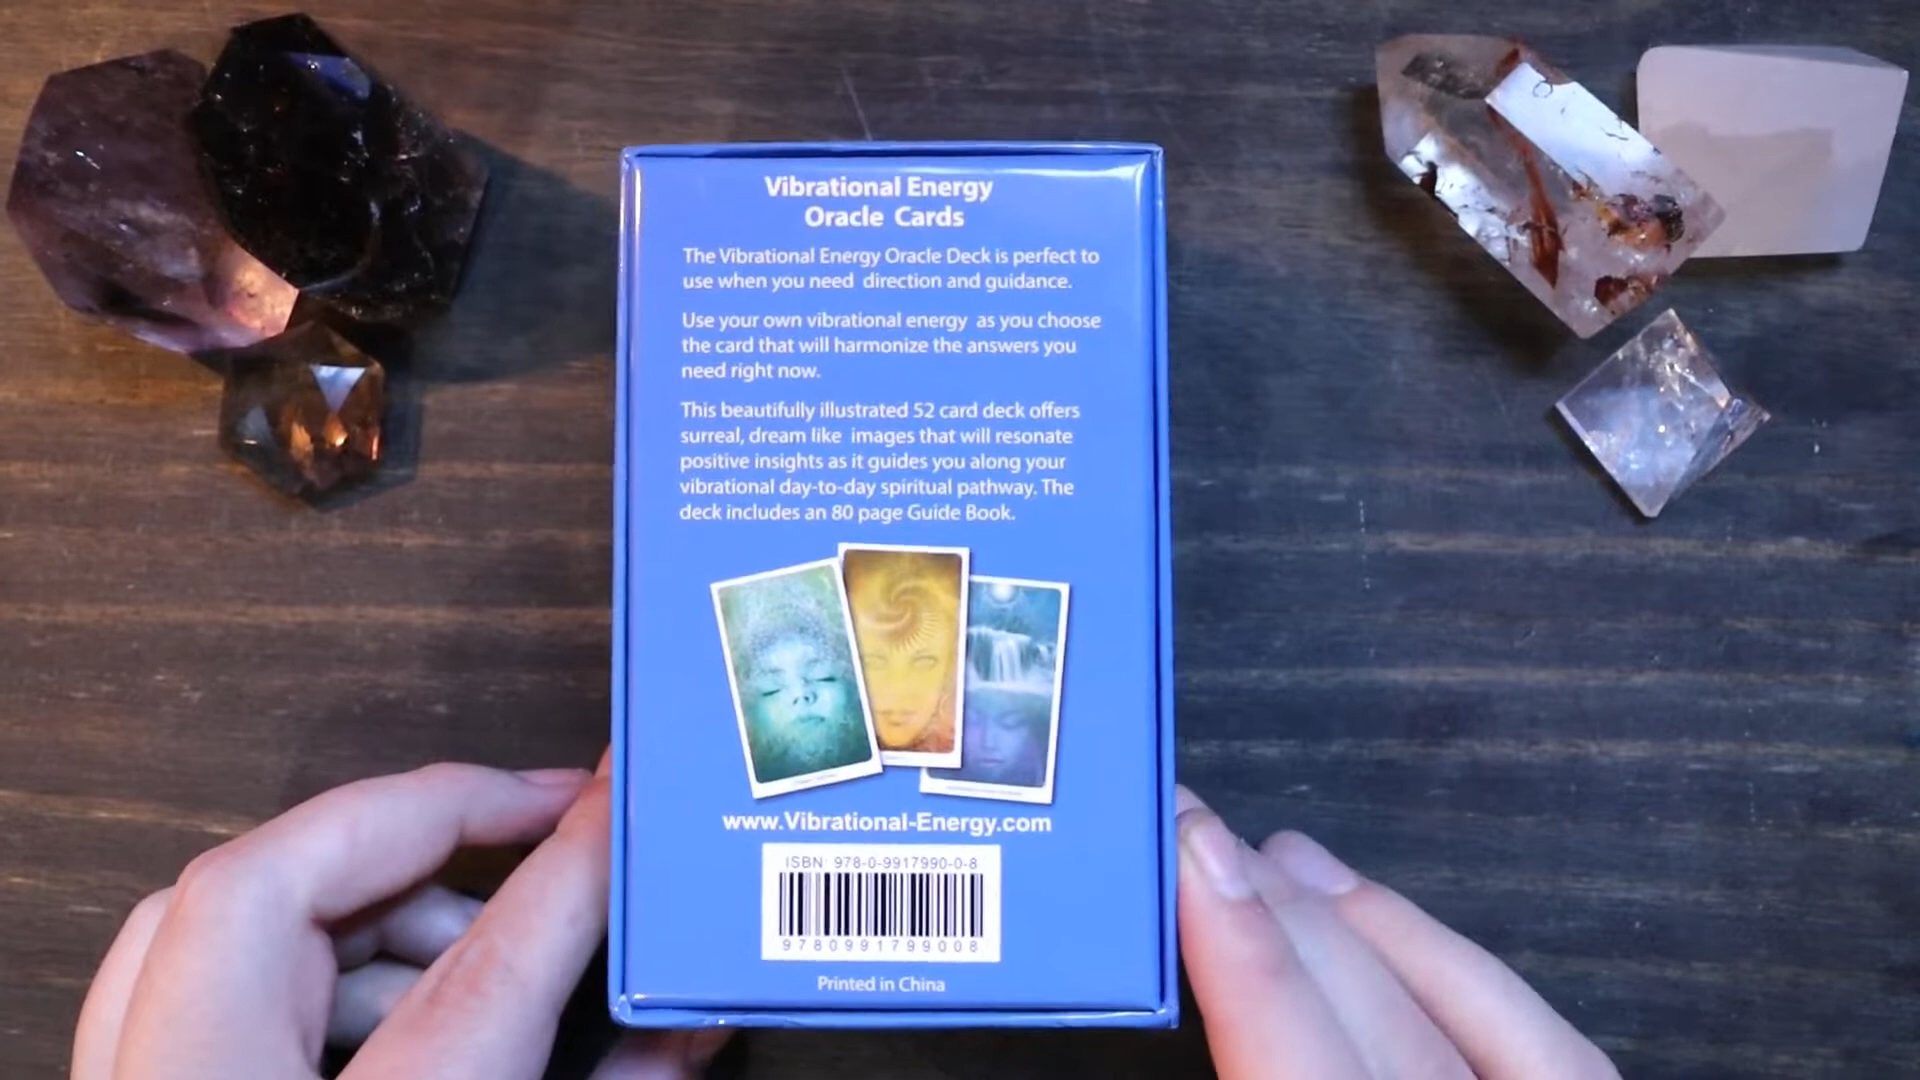 Vibrational Energy
Oracle Cards
The Vibrational Energy Oracle Deck is perfect to
use when you need direction and guidance.
Use your own vibrational energy as you choose
the card that will harmonize the answers you
need right now.
This beautifully illustrated 52 card deck offers
surreal, dream like images that will resonate
positive insights as it guides you along your
vibrational day-to-day spiritual pathway. The
deck includes an 80 page Guide Book.
www.Vibrational-Energy.com
ISBN 978-0-9917990-0-8
9780991799008
Printed in China